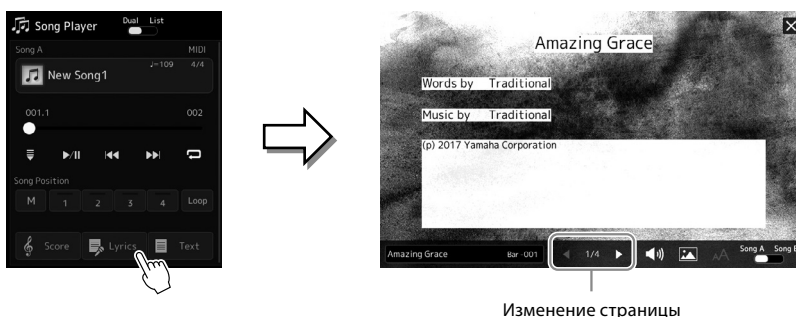 Song Player
Dual List
Song A MIDI
♩=109 4/4
New Song1
001.1 002
Song Position
M 1 2 3 4 Loop
Score Lyrics Text
Amazing Grace
Words by Traditional
Music by Traditional
(p) 2017 Yamaha Corporation
Amazing Grace Bar -001 1/4 AA Song A Song B
Изменение страницы